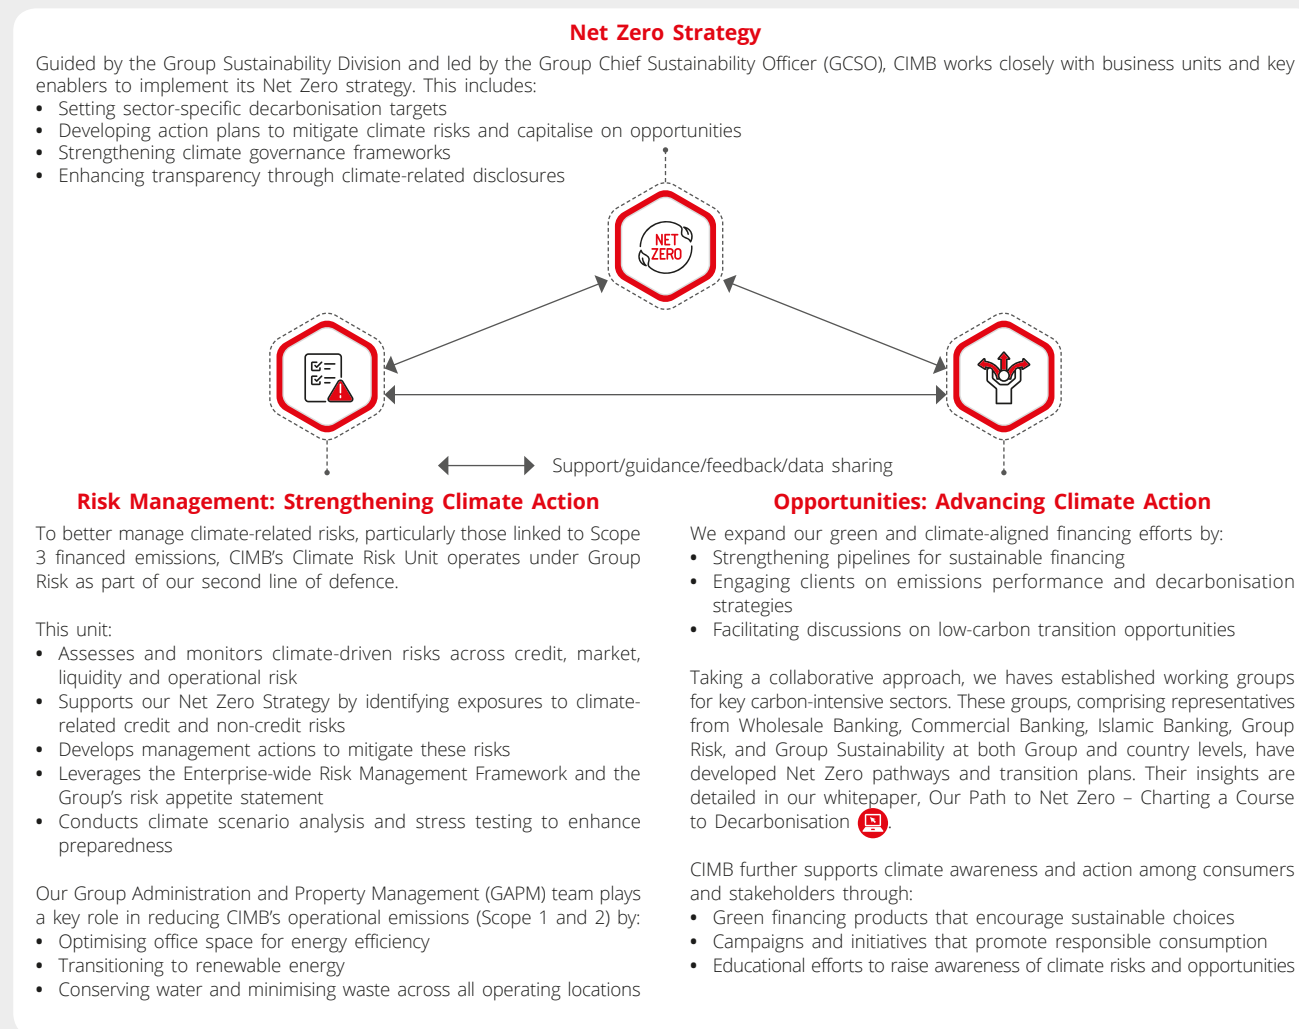 Net Zero Strategy
Guided by the Group Sustainability Division and led by the Group Chief Sustainability Officer (GCSO), CIMB works closely with business units and key
enablers to implement its Net Zero strategy. This includes:
• Setting sector-specific decarbonisation targets
• Developing action plans to mitigate climate risks and capitalise on opportunities
• Strengthening climate governance frameworks
• Enhancing transparency through climate-related disclosures
NET
ZERO
Support/guidance/feedback/data sharing
Risk Management: Strengthening Climate Action
To better manage climate-related risks, particularly those linked to Scope
3 financed emissions, CIMB's Climate Risk Unit operates under Group
Risk as part of our second line of defence.
This unit:
• Assesses and monitors climate-driven risks across credit, market,
liquidity and operational risk
• Supports our Net Zero Strategy by identifying exposures to climate-
related credit and non-credit risks
• Develops management actions to mitigate these risks
• Leverages the Enterprise-wide Risk Management Framework and the
Group's risk appetite statement
• Conducts climate scenario analysis and stress testing to enhance
preparedness
Our Group Administration and Property Management (GAPM) team plays
a key role in reducing CIMB's operational emissions (Scope 1 and 2) by:
• Optimising office space for energy efficiency
• Transitioning to renewable energy
• Conserving water and minimising waste across all operating locations
Opportunities: Advancing Climate Action
We expand our green and climate-aligned financing efforts by:
• Strengthening pipelines for sustainable financing
• Engaging clients on emissions performance and decarbonisation
strategies
• Facilitating discussions on low-carbon transition opportunities
Taking a collaborative approach, we haves established working groups
for key carbon-intensive sectors. These groups, comprising representatives
from Wholesale Banking, Commercial Banking, Islamic Banking, Group
Risk, and Group Sustainability at both Group and country levels, have
developed Net Zero pathways and transition plans. Their insights are
detailed in our whitepaper, Our Path to Net Zero – Charting a Course
to Decarbonisation .
CIMB further supports climate awareness and action among consumers
and stakeholders through:
• Green financing products that encourage sustainable choices
• Campaigns and initiatives that promote responsible consumption
• Educational efforts to raise awareness of climate risks and opportunities